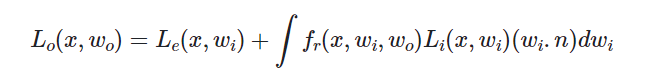 L_o(x, w_o) = L_e(x, w_i) + ∫ f_r(x, w_i, w_o)L_i(x, w_i)(w_i. n)dw_i